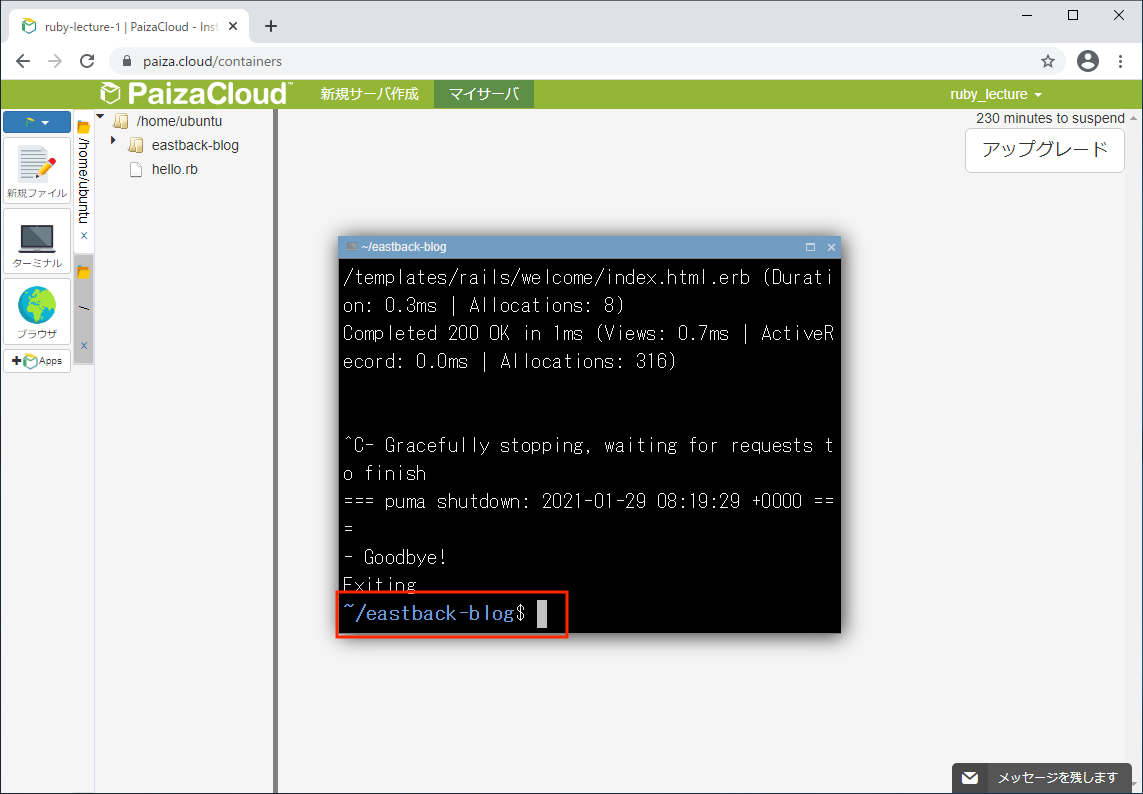 ruby-lecture-1 | PaizaCloud - Inst
paiza.cloud/containers
PaizaCloud™ 新規サーバ作成 マイサーバ ruby_lecture
230 minutes to suspend
アップグレード
新規ファイル
ターミナル
ブラウザ
Apps
/home/ubuntu
x
/
x
/home/ubuntu
eastback-blog
hello.rb
~/eastback-blog
/templates/rails/welcome/index.html.erb (Durati
on: 0.3ms | Allocations: 8)
Completed 200 OK in 1ms (Views: 0.7ms | ActiveR
ecord: 0.0ms | Allocations: 316)
^C- Gracefully stopping, waiting for requests t
o finish
=== puma shutdown: 2021-01-29 08:19:29 +0000 ==
=
- Goodbye!
Exiting
~/eastback-blog$
メッセージを残します